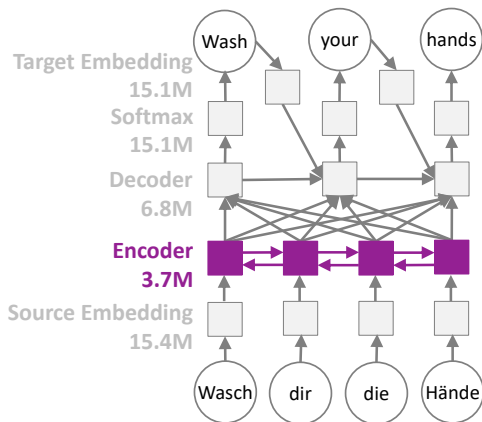 Wash your hands
Target Embedding
15.1M
Softmax
15.1M
Decoder
6.8M
Encoder
3.7M
Source Embedding
15.4M
Wasch dir die Hände